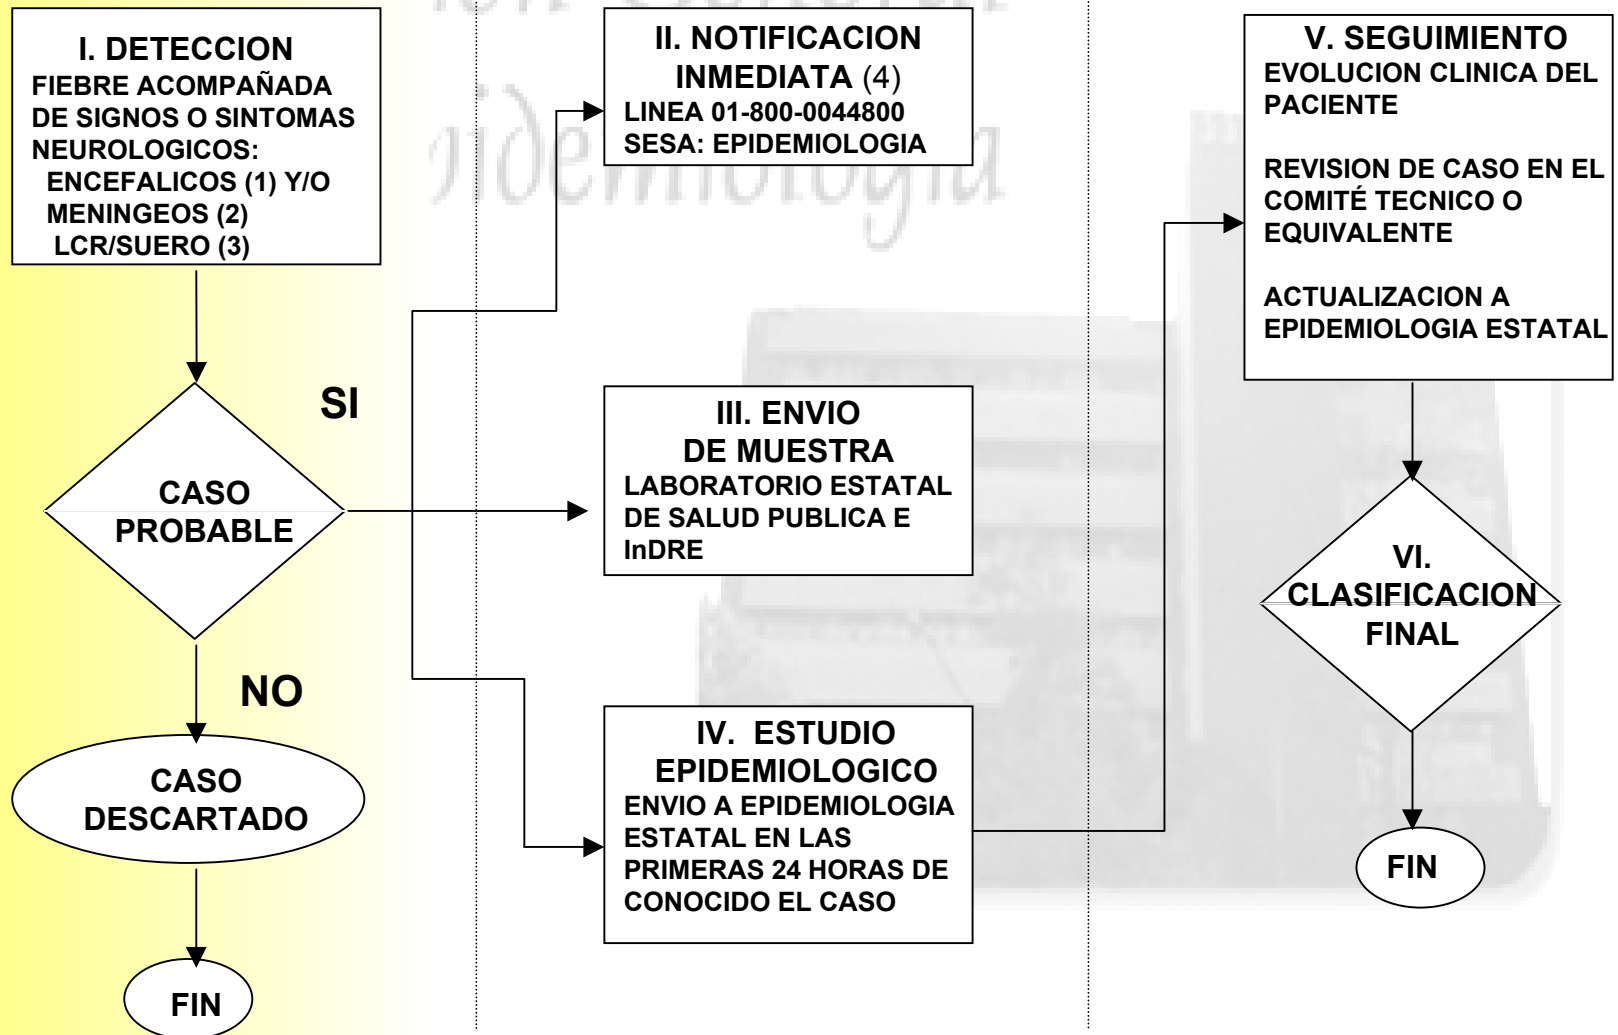 I. DETECCION
FIEBRE ACOMPAÑADA
DE SIGNOS O SINTOMAS
NEUROLOGICOS:
ENCEFALICOS (1) Y/O
MENINGEOS (2)
LCR/SUERO (3)
SI
CASO
PROBABLE
NO
CASO
DESCARTADO
FIN
II. NOTIFICACION
INMEDIATA (4)
LINEA 01-800-0044800
SESA: EPIDEMIOLOGIA
III. ENVIO
DE MUESTRA
LABORATORIO ESTATAL
DE SALUD PUBLICA E
InDRE
IV. ESTUDIO
EPIDEMIOLOGICO
ENVIO A EPIDEMIOLOGIA
ESTATAL EN LAS
PRIMERAS 24 HORAS DE
CONOCIDO EL CASO
V. SEGUIMIENTO
EVOLUCION CLINICA DEL
PACIENTE
REVISION DE CASO EN EL
COMITÉ TECNICO O
EQUIVALENTE
ACTUALIZACION A
EPIDEMIOLOGIA ESTATAL
VI.
CLASIFICACION
FINAL
FIN